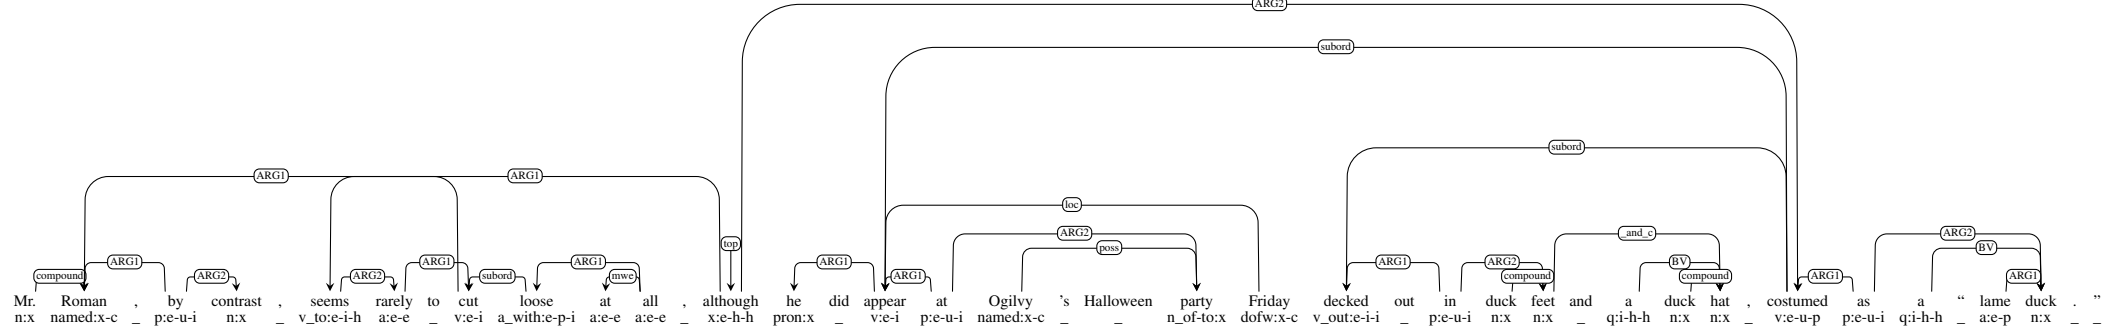 ARG2
subord
subord
ARG1 ARG1
loc
ARG2 _and_c ARG2
top poss BV
ARG1 ARG1 ARG1 ARG1 ARG1 ARG2 BV
compound ARG2 ARG2 subord mwe ARG1 compound compound ARG1 ARG1
Mr. Roman , by contrast , seems rarely to cut loose at all , although he did appear at Ogilvy 's Halloween party Friday decked out in duck feet and a duck hat , costumed as a “ lame duck . ”
n:x named:x-c _ p:e-u-i n:x _ v_to:e-i-h a:e-e _ v:e-i a_with:e-p-i a:e-e a:e-e _ x:e-h-h pron:x _ v:e-i p:e-u-i named:x-c _ _ n_of-to:x dofw:x-c v_out:e-i-i _ p:e-u-i n:x n:x _ q:i-h-h n:x n:x _ v:e-u-p p:e-u-i q:i-h-h _ a:e-p n:x _ _